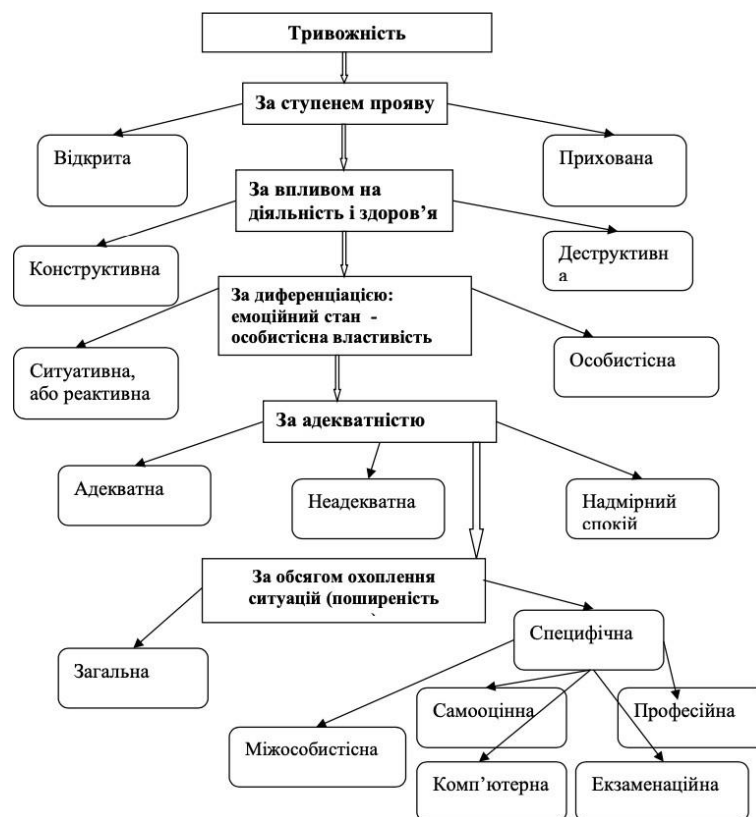 Тривожність
За ступенем прояву
Відкрита
Прихована
За впливом на
діяльність і здоров’я
Конструктивна
Деструктивн
а
За диференціацією:
емоційний стан -
особистісна властивість
Ситуативна,
або реактивна
Особистісна
За адекватністю
Адекватна
Неадекватна
Надмірний
спокій
За обсягом охоплення
ситуацій (поширеність
Специфічна
Загальна
Самооцінна
Професійна
Міжособистісна
Комп’ютерна
Екзаменаційна